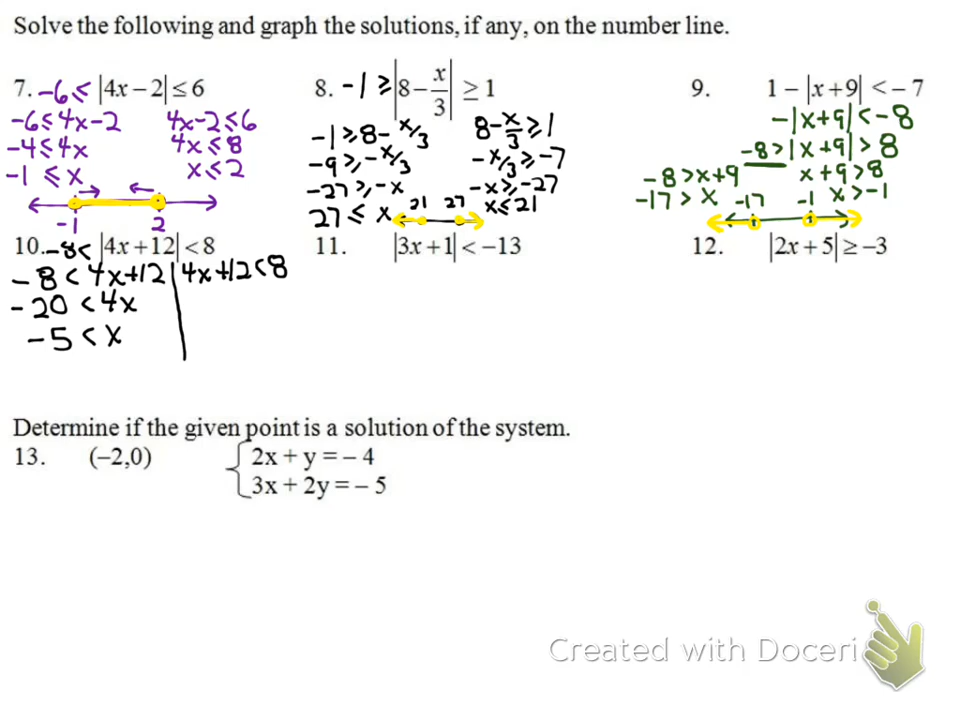 Solve the following and graph the solutions, if any, on the number line.
7. -6 ≤ |4x − 2| ≤ 6
-6 ≤ 4x - 2 4x - 2 ≤ 6
-4 ≤ 4x 4x ≤ 8
-1 ≤ x x ≤ 2
-1 2
8. -1 ≥ |8 − x/3| ≥ 1
-1 ≥ 8 - x/3 8 - x/3 ≥ 1
-9 ≥ -x/3 -x/3 ≥ -7
-27 ≥ -x -x ≥ -27
27 ≤ x x ≤ 21
21 27
9. 1 − |x + 9| < − 7
-|x + 9| < -8
-8 > |x + 9| > 8
-8 > x + 9 x + 9 > 8
-17 > x x > -1
-17 -1
10. -8 < |4x + 12| < 8
-8 < 4x + 12 | 4x + 12 < 8
-20 < 4x
-5 < x
11. |3x + 1| < −13
12. |2x + 5| ≥ −3
Determine if the given point is a solution of the system.
13. (−2,0) { 2x + y = − 4
3x + 2y = − 5
Created with Doceri